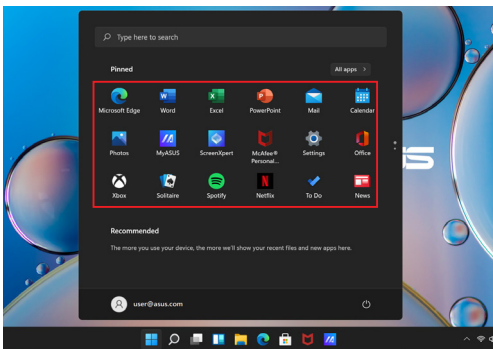 Type here to search
Pinned
All apps >
Microsoft Edge
Word
Excel
PowerPoint
Mail
Calendar
Photos
MyASUS
ScreenXpert
McAfee®
Personal...
Settings
Office
Xbox
Solitaire
Spotify
Netflix
To Do
News
Recommended
The more you use your device, the more we'll show your recent files and new apps here.
user@asus.com